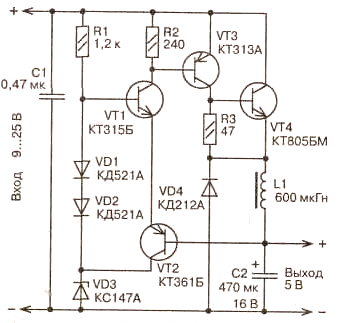 +
R1
1,2 к
R2
240
VT3
КТ313А
C1
0,47 мк
VT1
КТ315Б
R3
47
VT4
КТ805БМ
Вход 9...25 В
VD1
КД521А
VD2
КД521А
VD4
КД212А
L1
600 мкГн
+
VT2
КТ361Б
+
C2
470 мк
16 В
Выход
5 В
VD3
КС147А
−
−